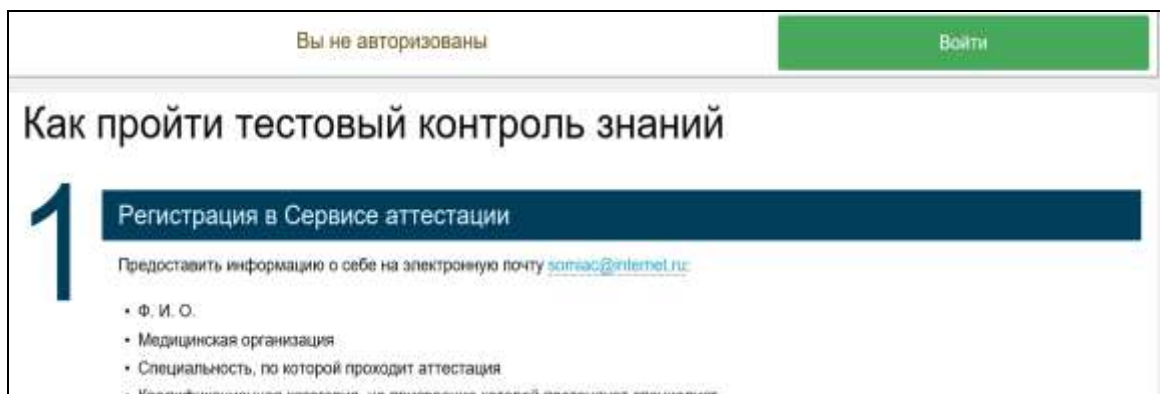 Вы не авторизованы
Войти
Как пройти тестовый контроль знаний
1
Регистрация в Сервисе аттестации
Предоставить информацию о себе на электронную почту somiac@internet.ru:
• Ф. И. О.
• Медицинская организация
• Специальность, по которой проходит аттестация